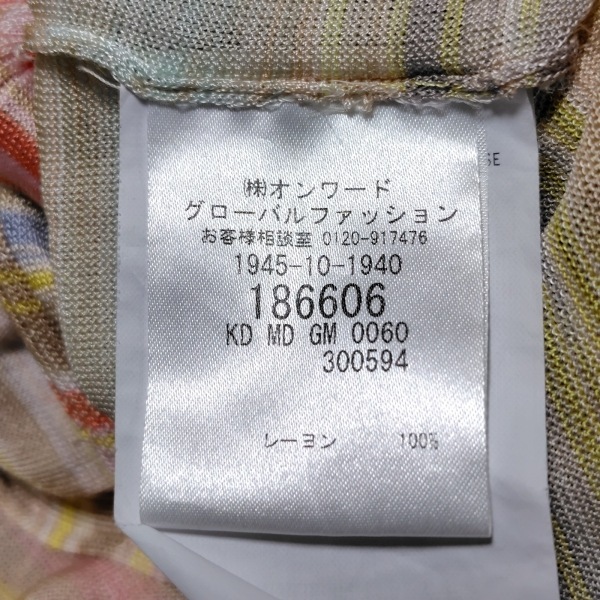 ㈱オンワード
グローバルファッション
お客様相談室 0120-917476
1945-10-1940
186606
KD MD GM 0060
300594
レーヨン 100%
SE